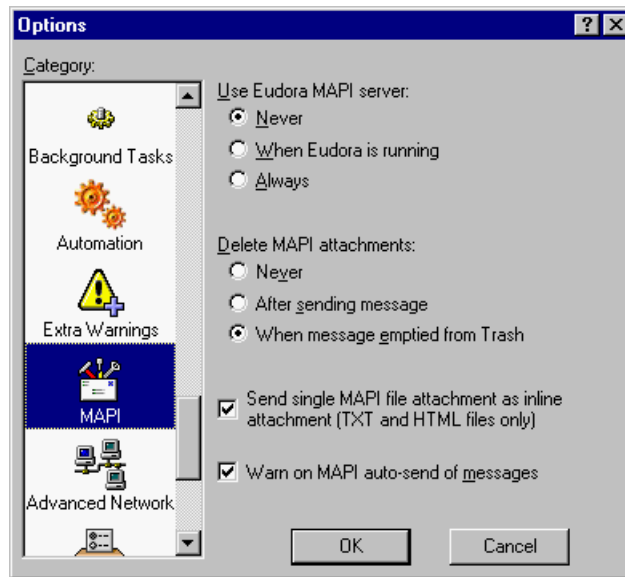 Options
Category:
Background Tasks
Automation
Extra Warnings
MAPI
Advanced Network
Use Eudora MAPI server:
Never
When Eudora is running
Always
Delete MAPI attachments:
Never
After sending message
When message emptied from Trash
Send single MAPI file attachment as inline
attachment (TXT and HTML files only)
Warn on MAPI auto-send of messages
OK
Cancel